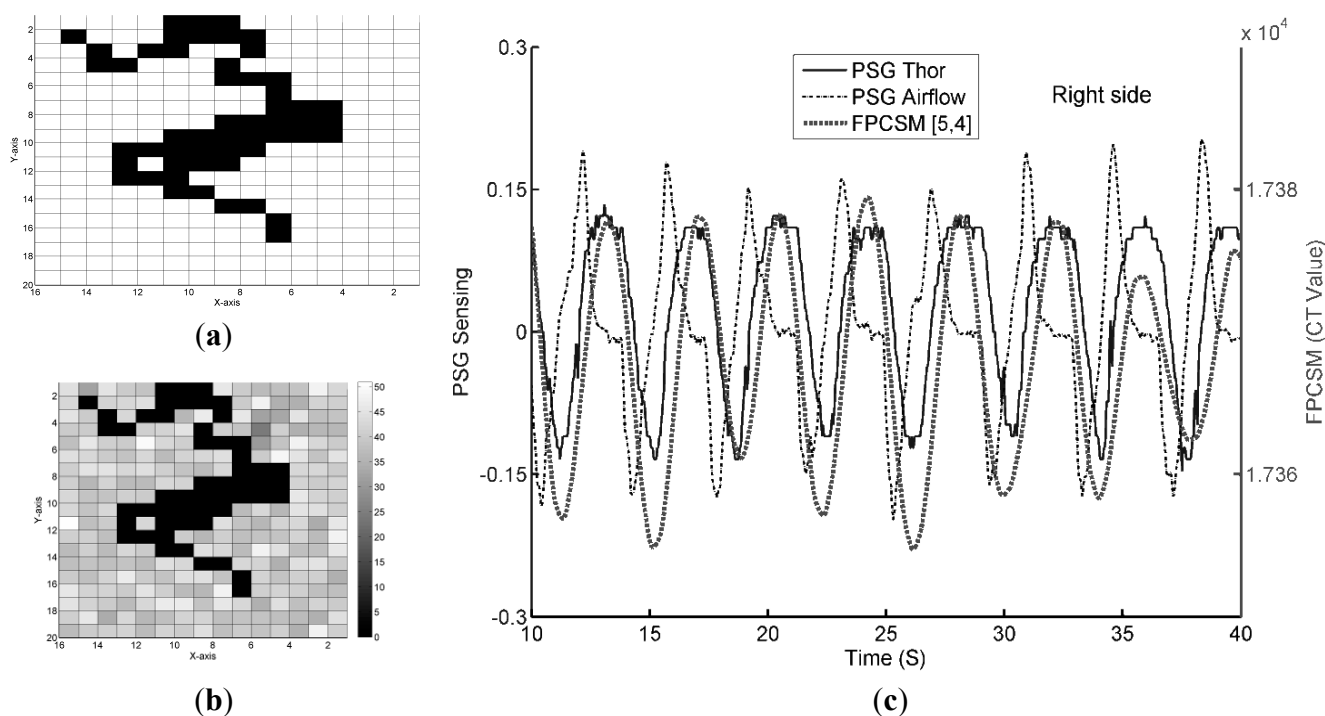 2
4
6
8
10
12
14
16
18
20
Y-axis
16 14 12 10 8 6 4 2
X-axis
(a)
2
4
6
8
10
12
14
16
18
20
Y-axis
16 14 12 10 8 6 4 2
X-axis
50
45
40
35
30
25
20
15
10
5
0
(b)
x 10^4
0.3
0.15
0
-0.15
-0.3
PSG Sensing
PSG Thor
PSG Airflow
FPCSM [5,4]
Right side
1.738
1.736
FPCSM (CT Value)
10 15 20 25 30 35 40
Time (S)
(c)